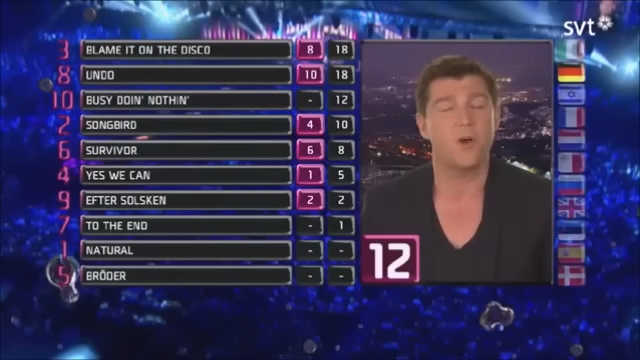 svt
3 BLAME IT ON THE DISCO 8 18
8 UNDO 10 18
10 BUSY DOIN' NOTHIN' - 12
2 SONGBIRD 4 10
6 SURVIVOR 6 8
4 YES WE CAN 1 5
9 EFTER SOLSKEN 2 2
7 TO THE END - 1
1 NATURAL - -
5 BRÖDER - -
12